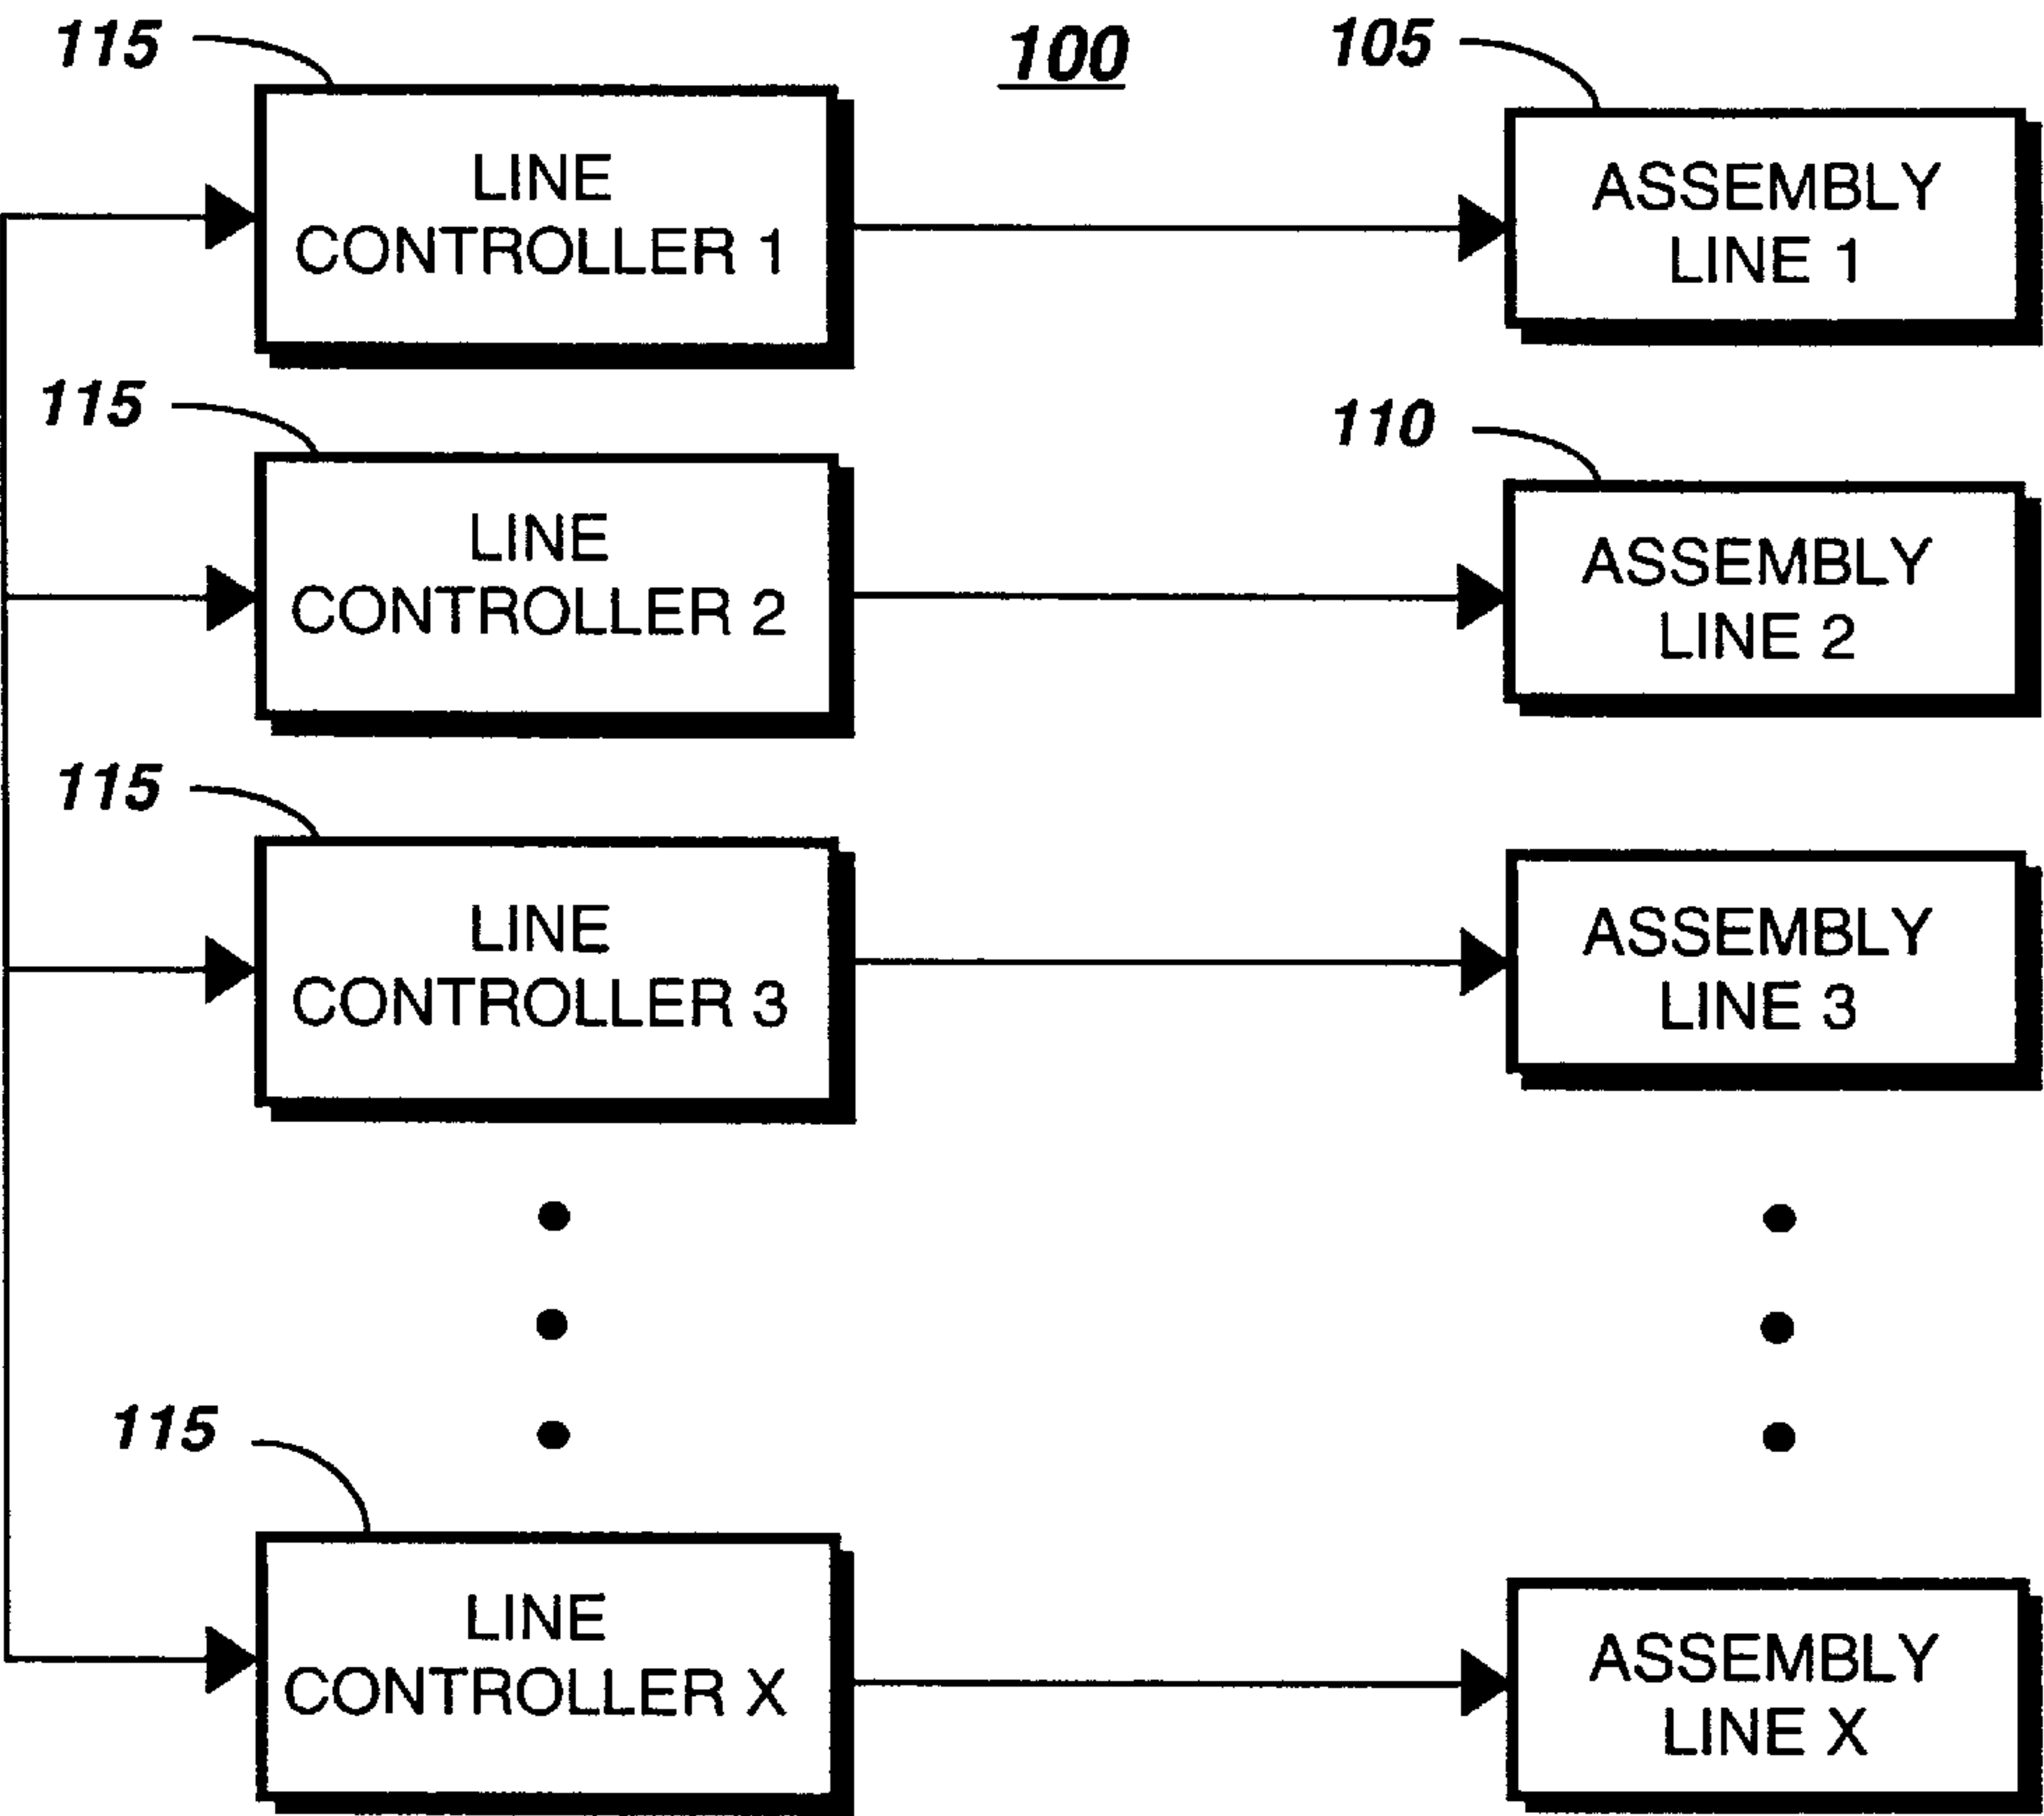 115
100
105
LINE
CONTROLLER 1
ASSEMBLY
LINE 1
115
110
LINE
CONTROLLER 2
ASSEMBLY
LINE 2
115
LINE
CONTROLLER 3
ASSEMBLY
LINE 3
115
LINE
CONTROLLER X
ASSEMBLY
LINE X